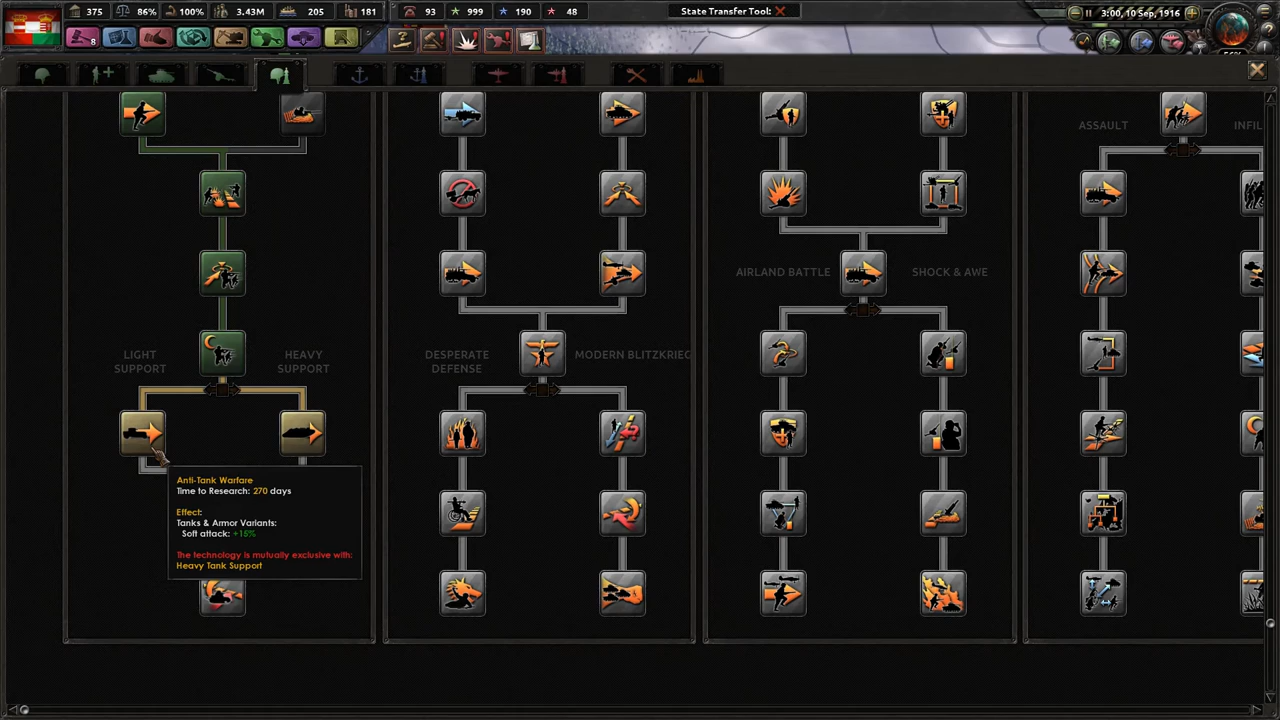 375 86% 100% 3.43M 205 181 93 999 190 48 State Transfer Tool: 3:00, 10 Sep, 1916
8
ASSAULT
AIRLAND BATTLE SHOCK & AWE
LIGHT SUPPORT
HEAVY SUPPORT
DESPERATE DEFENSE
MODERN BLITZKRIEG
Anti-Tank Warfare
Time to Research: 270 days
Effect:
Tanks & Armor Variants:
Soft attack: +15%
The technology is mutually exclusive with:
Heavy Tank Support